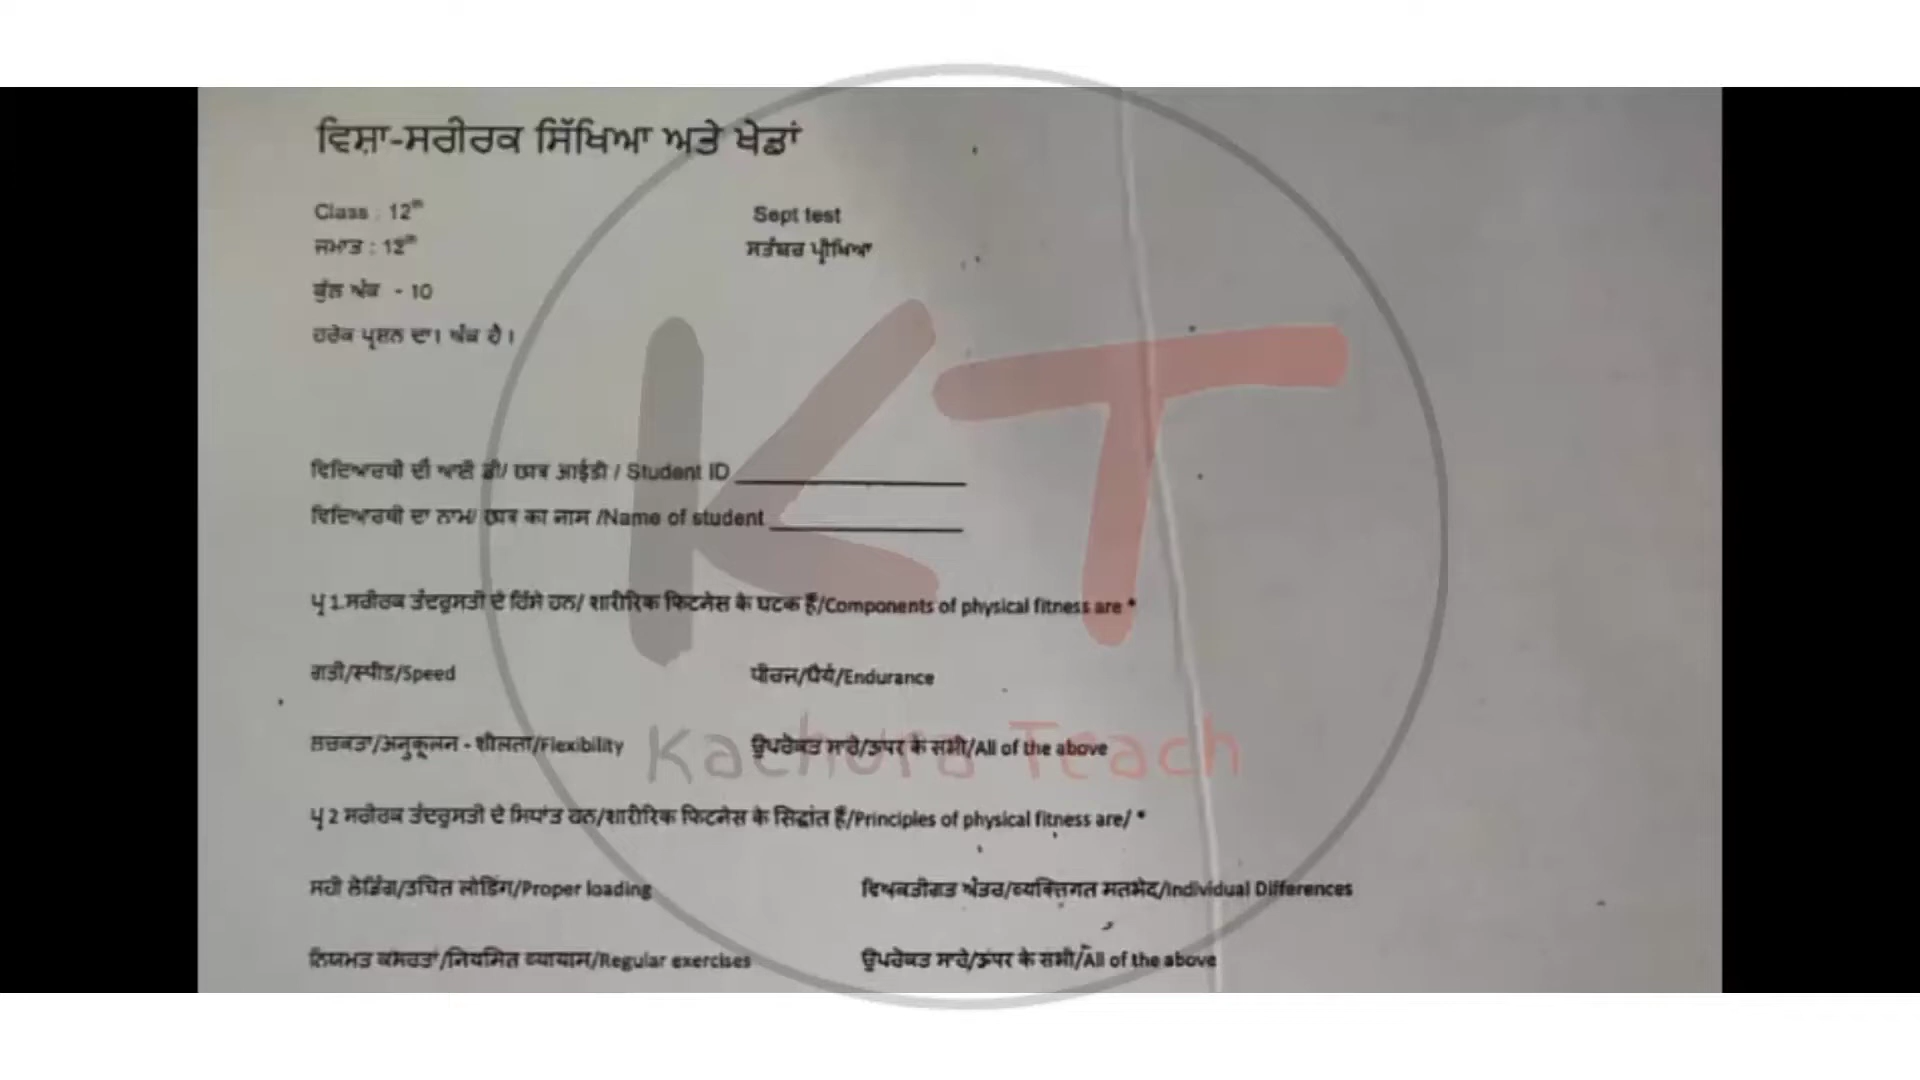 ਵਿਸ਼ਾ-ਸਰੀਰਕ ਸਿੱਖਿਆ ਅਤੇ ਖੇਡਾਂ
Class : 12th Sept test
ਜਮਾਤ : 12th ਸਤੰਬਰ ਪ੍ਰੀਖਿਆ
ਕੁੱਲ ਅੰਕ - 10
ਹਰੇਕ ਪ੍ਰਸ਼ਨ ਦਾ। ਅੰਕ ਹੈ ।
ਵਿਦਿਆਰਥੀ ਦੀ ਆਈ ਡੀ/ छात्र आईडी / Student ID
ਵਿਦਿਆਰਥੀ ਦਾ ਨਾਮ/ छात्र का नाम /Name of student
ਪ੍ਰ 1.ਸਰੀਰਕ ਤੰਦਰੁਸਤੀ ਦੇ ਹਿੱਸੇ ਹਨ/ शारीरिक फिटनेस के घटक हैं/Components of physical fitness are *
ਗਤੀ/स्पीड/Speed ਧੀਰਜ/धैर्य/Endurance
ਲਚਕਤਾ/अनुकूलन - शीलता/Flexibility ਉਪਰੋਕਤ ਸਾਰੇ/ऊपर के सभी/All of the above
ਪ੍ਰ 2 ਸਰੀਰਕ ਤੰਦਰੁਸਤੀ ਦੇ ਸਿਧਾਂਤ ਹਨ/शारीरिक फिटनेस के सिद्धांत हैं/Principles of physical fitness are/ *
ਸਹੀ ਲੋਡਿੰਗ/उचित लोडिंग/Proper loading ਵਿਅਕਤੀਗਤ ਅੰਤਰ/व्यक्तिगत मतभेद/Individual Differences
ਨਿਯਮਤ ਕਸਰਤਾਂ/नियमित व्यायाम/Regular exercises ਉਪਰੋਕਤ ਸਾਰੇ/ऊपर के सभी/All of the above
KT
Kachura Teach